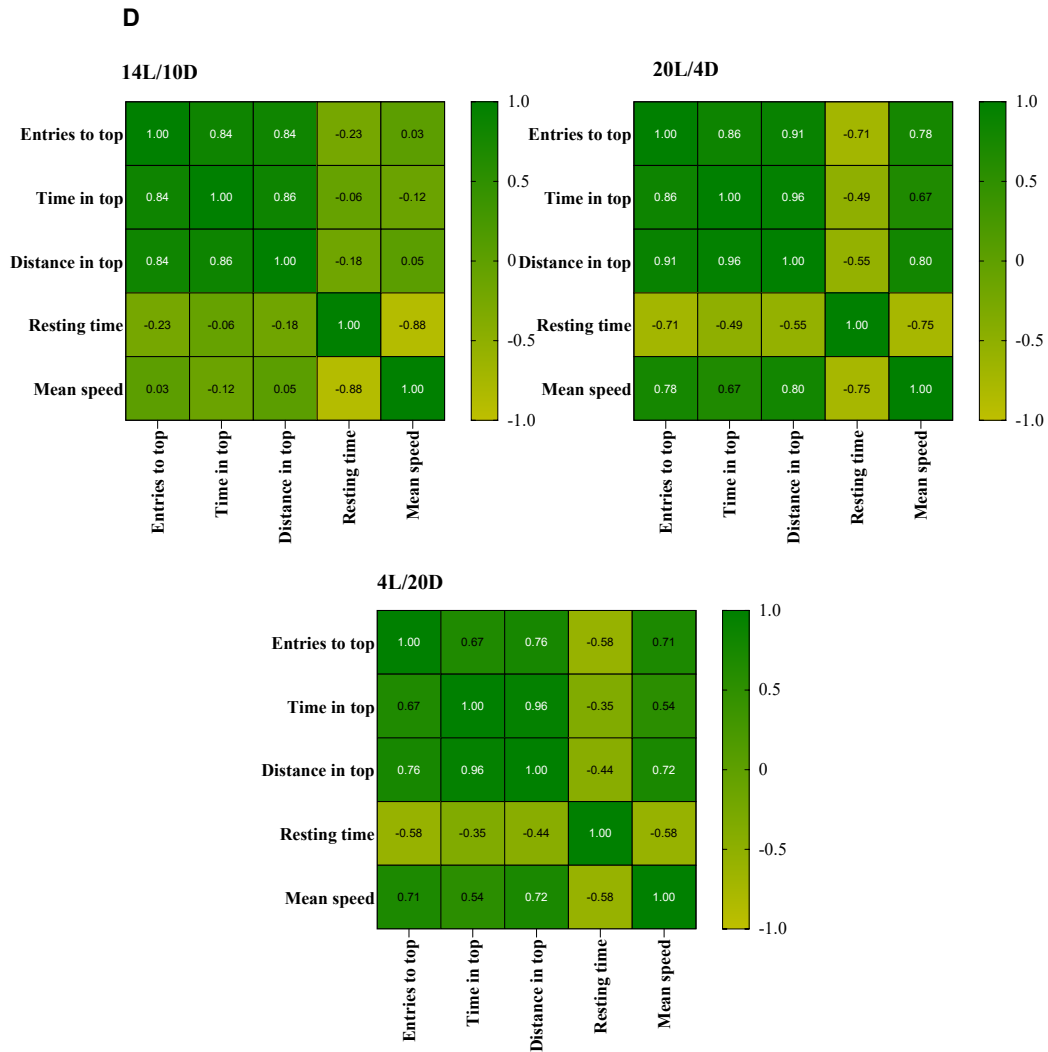 D
14L/10D
Entries to top 1.00 0.84 0.84 -0.23 0.03
Time in top 0.84 1.00 0.86 -0.06 -0.12
Distance in top 0.84 0.86 1.00 -0.18 0.05
Resting time -0.23 -0.06 -0.18 1.00 -0.88
Mean speed 0.03 -0.12 0.05 -0.88 1.00
Entries to top
Time in top
Distance in top
Resting time
Mean speed
1.0
0.5
0
-0.5
-1.0
20L/4D
Entries to top 1.00 0.86 0.91 -0.71 0.78
Time in top 0.86 1.00 0.96 -0.49 0.67
Distance in top 0.91 0.96 1.00 -0.55 0.80
Resting time -0.71 -0.49 -0.55 1.00 -0.75
Mean speed 0.78 0.67 0.80 -0.75 1.00
Entries to top
Time in top
Distance in top
Resting time
Mean speed
1.0
0.5
0
-0.5
-1.0
4L/20D
Entries to top 1.00 0.67 0.76 -0.58 0.71
Time in top 0.67 1.00 0.96 -0.35 0.54
Distance in top 0.76 0.96 1.00 -0.44 0.72
Resting time -0.58 -0.35 -0.44 1.00 -0.58
Mean speed 0.71 0.54 0.72 -0.58 1.00
Entries to top
Time in top
Distance in top
Resting time
Mean speed
1.0
0.5
0
-0.5
-1.0